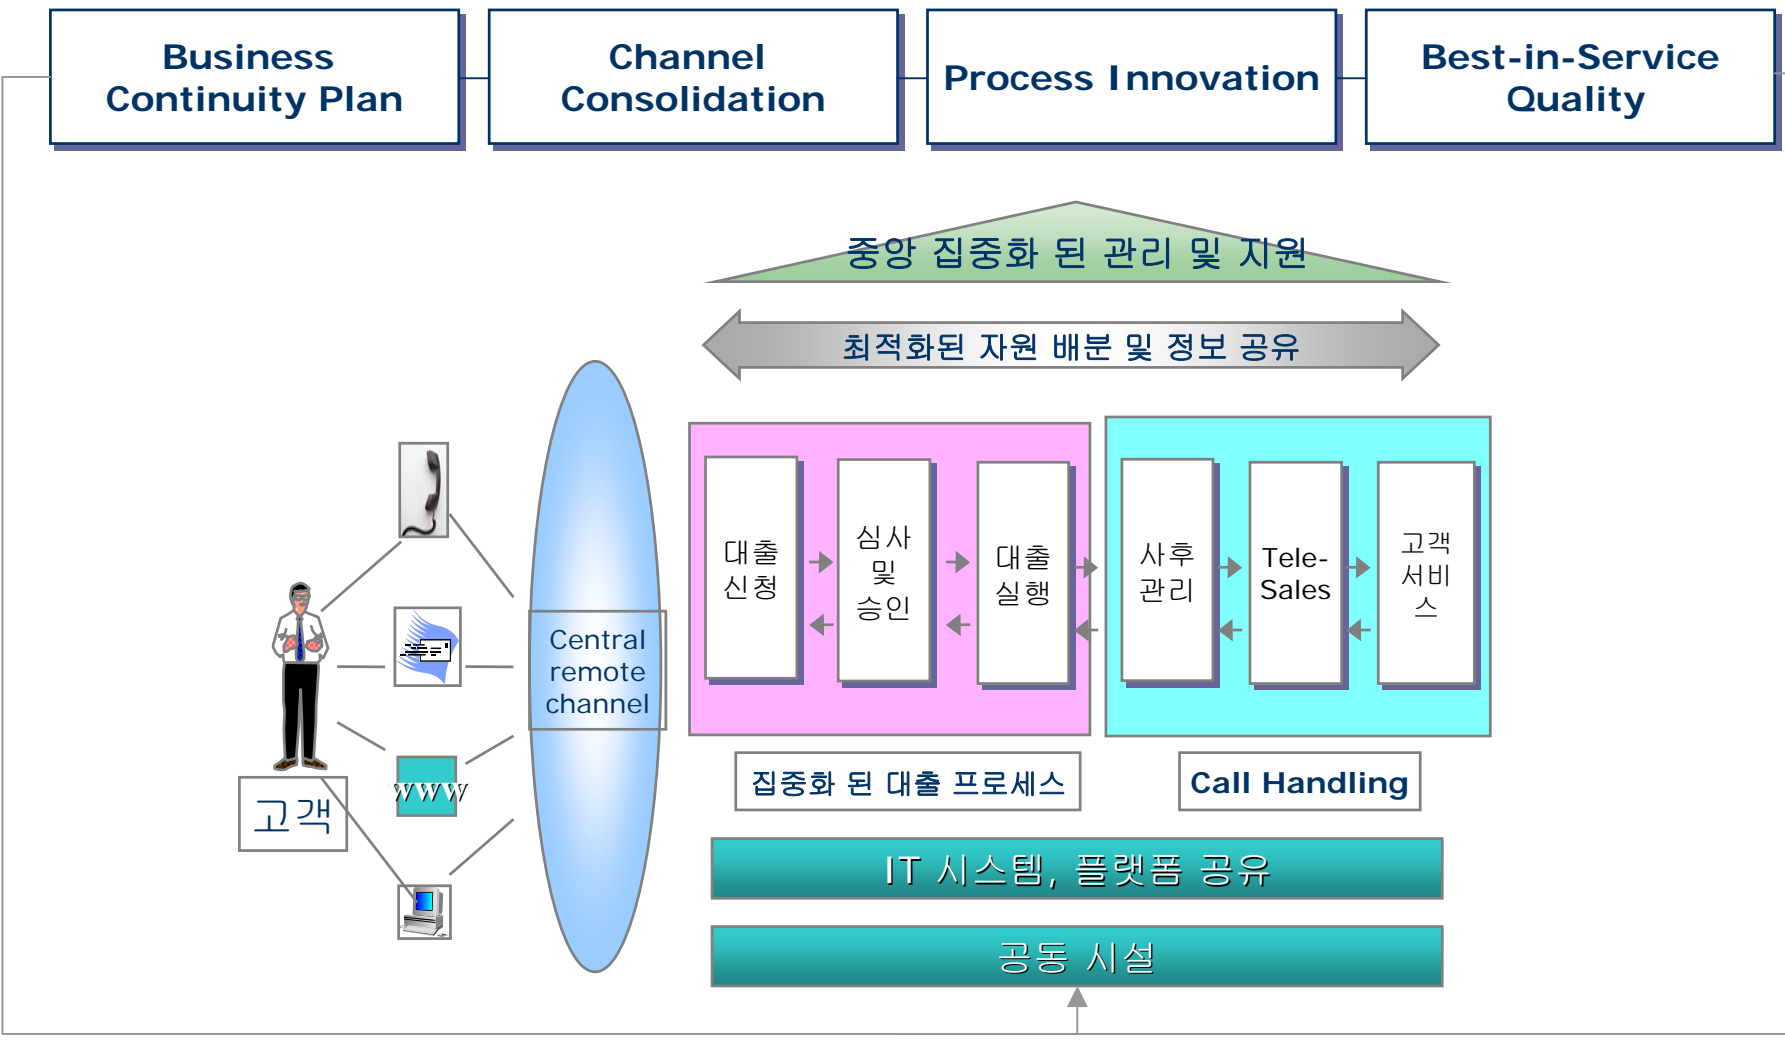 Business
Continuity Plan
Channel
Consolidation
Process Innovation
Best-in-Service
Quality
중앙 집중화 된 관리 및 지원
최적화된 자원 배분 및 정보 공유
Central
remote
channel
대출
신청
심사
및
승인
대출
실행
사후
관리
Tele-
Sales
고객
서비
스
www
고객
집중화 된 대출 프로세스
Call Handling
IT 시스템, 플랫폼 공유
공동 시설